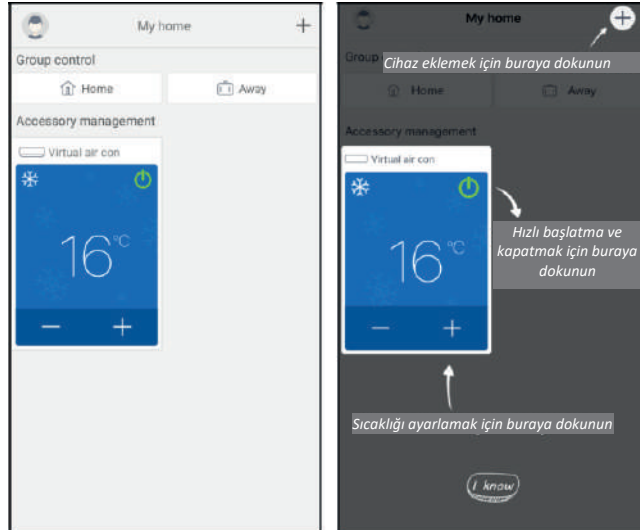 My home +
Group control
Home
Away
Accessory management
Virtual air con
16°C
− +
My home +
Cihaz eklemek için buraya dokunun
Group
Home
Away
Accessory management
Virtual air con
16°C
Hızlı başlatma ve
kapatmak için buraya
dokunun
− +
Sıcaklığı ayarlamak için buraya dokunun
I know